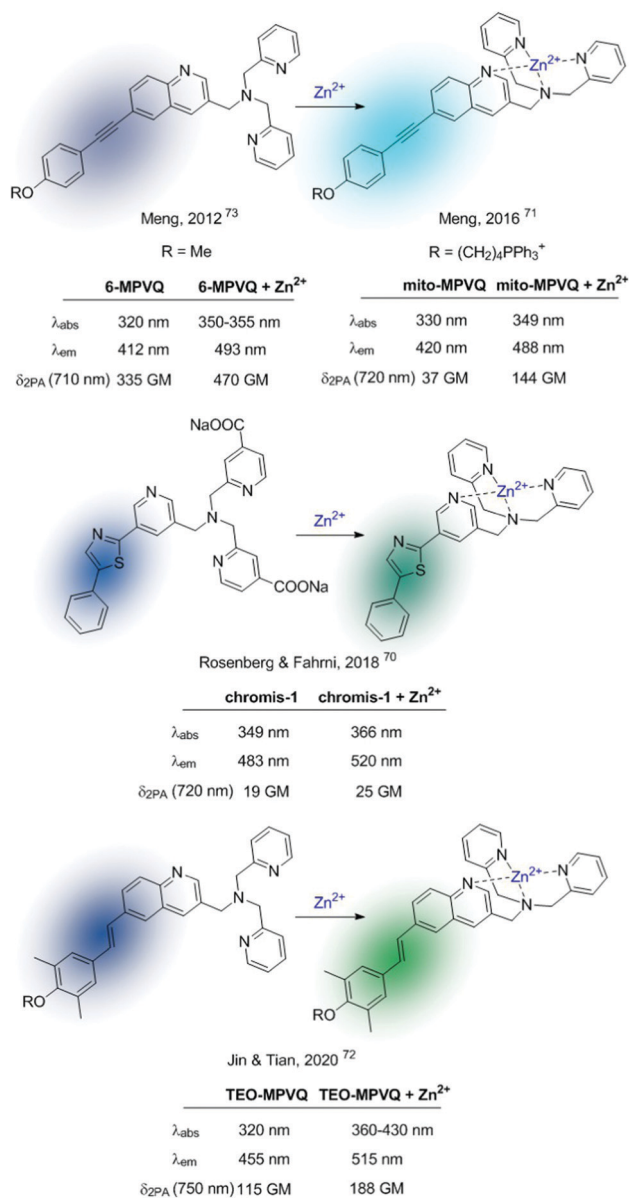 N
N
N
N
Zn²⁺
N
N
Zn²⁺
N
N
RO
RO
Meng, 2012 ⁷³
Meng, 2016 ⁷¹
R = Me
R = (CH₂)₄PPh₃⁺
6-MPVQ 6-MPVQ + Zn²⁺
λabs 320 nm 350-355 nm
λem 412 nm 493 nm
δ2PA (710 nm) 335 GM 470 GM
mito-MPVQ mito-MPVQ + Zn²⁺
λabs 330 nm 349 nm
λem 420 nm 488 nm
δ2PA (720 nm) 37 GM 144 GM
NaOOC
N
N
N
N
N
S
COONa
Zn²⁺
N
N
Zn²⁺
N
N
N
S
Rosenberg & Fahrni, 2018 ⁷⁰
chromis-1 chromis-1 + Zn²⁺
λabs 349 nm 366 nm
λem 483 nm 520 nm
δ2PA (720 nm) 19 GM 25 GM
N
N
N
N
RO
Zn²⁺
N
N
Zn²⁺
N
N
RO
Jin & Tian, 2020 ⁷²
TEO-MPVQ TEO-MPVQ + Zn²⁺
λabs 320 nm 360-430 nm
λem 455 nm 515 nm
δ2PA (750 nm) 115 GM 188 GM